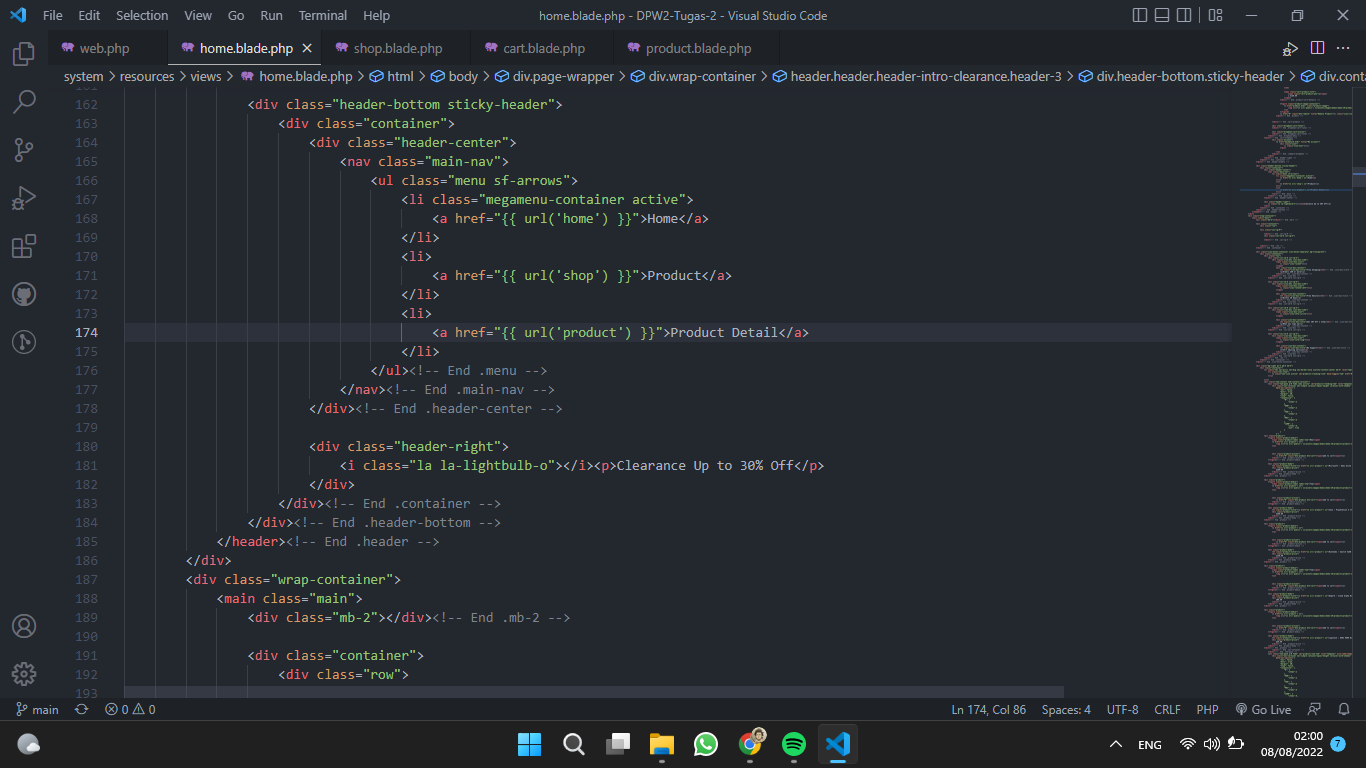 File Edit Selection View Go Run Terminal Help home.blade.php - DPW2-Tugas-2 - Visual Studio Code
web.php home.blade.php shop.blade.php cart.blade.php product.blade.php
system > resources > views > home.blade.php > html > body > div.page-wrapper > div.wrap-container > header.header.header-intro-clearance.header-3 > div.header-bottom.sticky-header > div.conta
161
162 <div class="header-bottom sticky-header">
163 <div class="container">
164 <div class="header-center">
165 <nav class="main-nav">
166 <ul class="menu sf-arrows">
167 <li class="megamenu-container active">
168 <a href="{{ url('home') }}">Home</a>
169 </li>
170 <li>
171 <a href="{{ url('shop') }}">Product</a>
172 </li>
173 <li>
174 <a href="{{ url('product') }}">Product Detail</a>
175 </li>
176 </ul><!-- End .menu -->
177 </nav><!-- End .main-nav -->
178 </div><!-- End .header-center -->
179
180 <div class="header-right">
181 <i class="la la-lightbulb-o"></i><p>Clearance Up to 30% Off</p>
182 </div>
183 </div><!-- End .container -->
184 </div><!-- End .header-bottom -->
185 </header><!-- End .header -->
186 </div>
187 <div class="wrap-container">
188 <main class="main">
189 <div class="mb-2"></div><!-- End .mb-2 -->
190
191 <div class="container">
192 <div class="row">
193
main 0 0 Ln 174, Col 86 Spaces: 4 UTF-8 CRLF PHP Go Live
ENG 02:00
08/08/2022 7